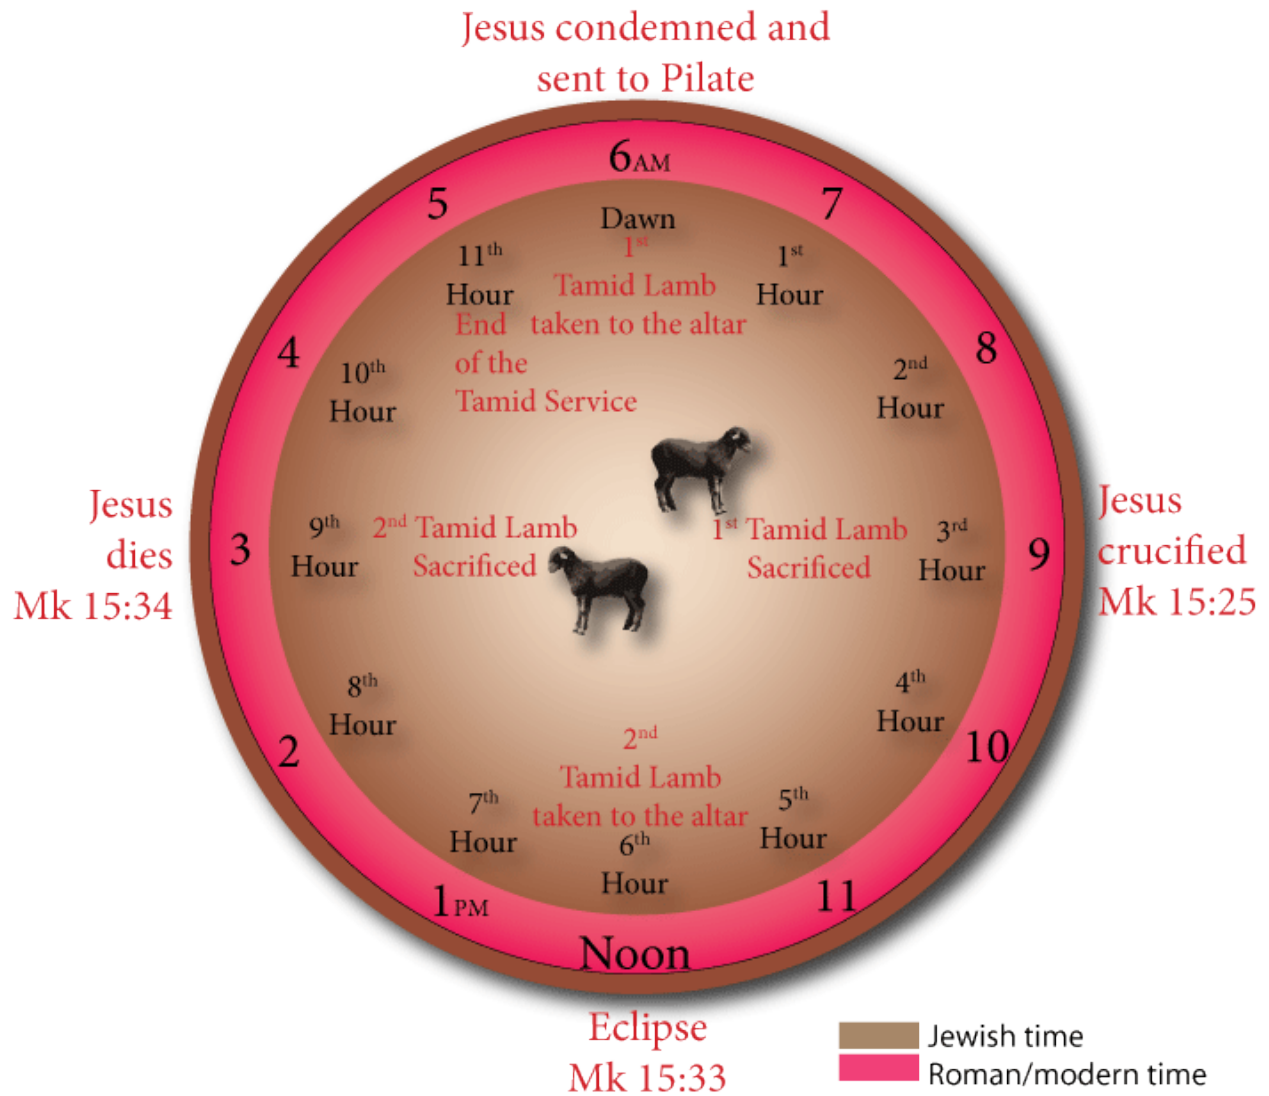 Jesus condemned and
sent to Pilate
6AM
5
7
Dawn
1st
11th
Hour
1st
Hour
Tamid Lamb
taken to the altar
End
of the
Tamid Service
4
8
10th
Hour
2nd
Hour
Jesus
dies
Mk 15:34
3
9th
Hour
2nd Tamid Lamb
Sacrificed
1st Tamid Lamb
Sacrificed
3rd
Hour
9
Jesus
crucified
Mk 15:25
8th
Hour
4th
Hour
2
10
2nd
Tamid Lamb
taken to the altar
7th
Hour
6th
Hour
5th
Hour
1PM
11
Noon
Eclipse
Mk 15:33
Jewish time
Roman/modern time